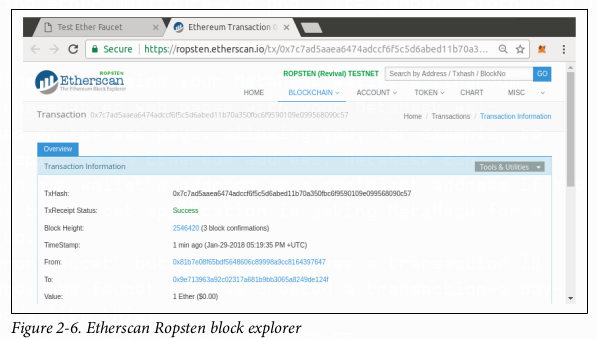 Test Ether Faucet × Ethereum Transaction 0 ×
Secure https://ropsten.etherscan.io/tx/0x7c7ad5aaea6474adccf6f5c5d6abed11b70a3...
ROPSTEN
Etherscan
The Ethereum Block Explorer
ROPSTEN (Revival) TESTNET Search by Address / Txhash / BlockNo GO
HOME BLOCKCHAIN ACCOUNT TOKEN CHART MISC
Transaction 0x7c7ad5aaea6474adccf6f5c5d6abed11b70a350fbc6f9590109e099568090c57 Home / Transactions / Transaction Information
Overview
Transaction Information Tools & Utilities
TxHash: 0x7c7ad5aaea6474adccf6f5c5d6abed11b70a350fbc6f9590109e099568090c57
TxReceipt Status: Success
Block Height: 2546420 (3 block confirmations)
TimeStamp: 1 min ago (Jan-29-2018 05:19:35 PM +UTC)
From: 0x81b7e08f65bdf5648606c89998a9cc8164397647
To: 0x9e713963a92c02317a681b9bb3065a8249de124f
Value: 1 Ether ($0.00)
Figure 2-6. Etherscan Ropsten block explorer